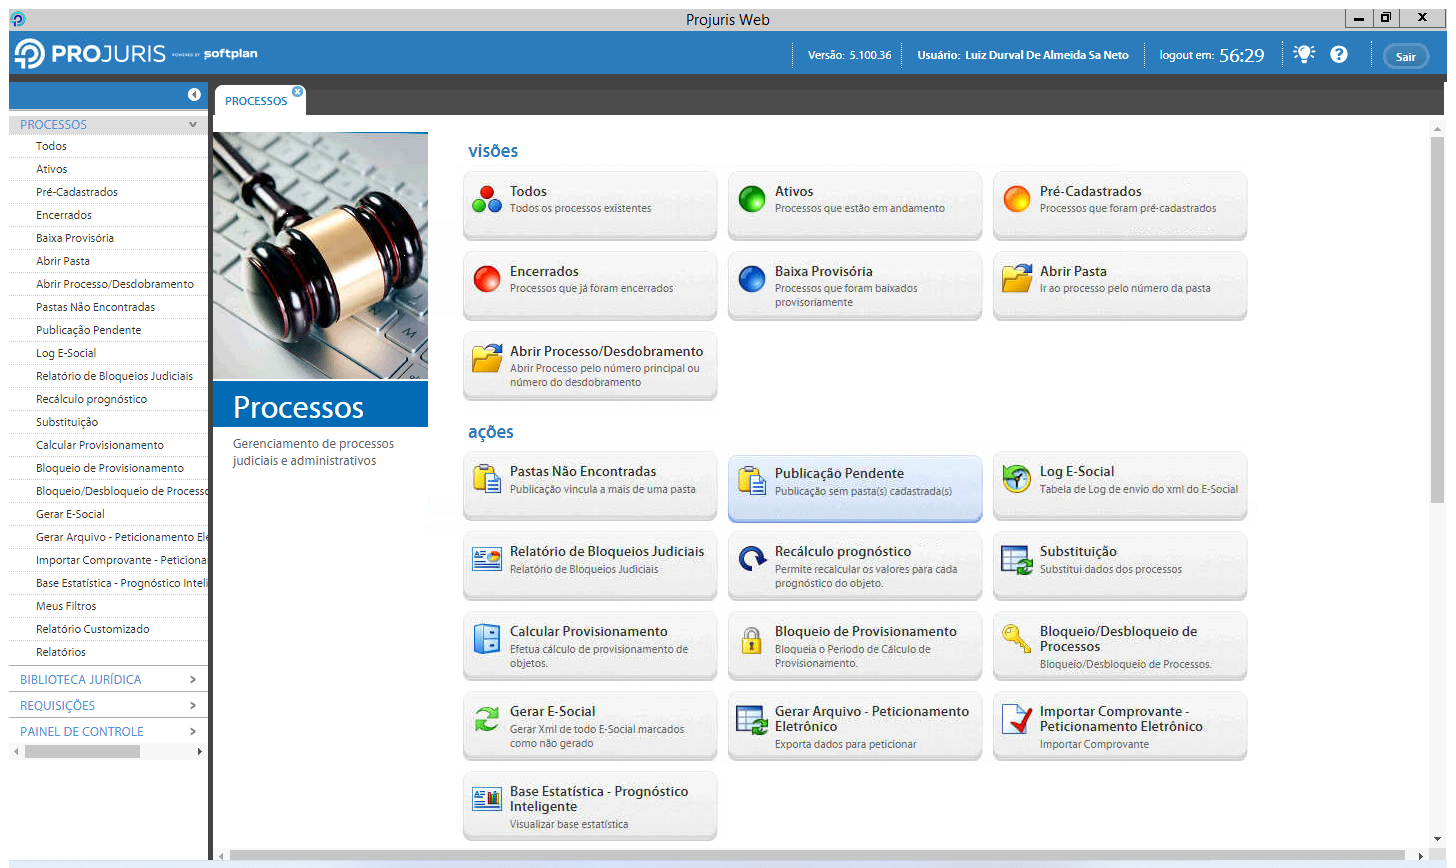 Projuris Web
PROJURIS POWERED BY softplan
Versão: 5.100.36
Usuário: Luiz Durval De Almeida Sa Neto
logout em: 56:29
Sair
PROCESSOS
Todos
Ativos
Pré-Cadastrados
Encerrados
Baixa Provisória
Abrir Pasta
Abrir Processo/Desdobramento
Pastas Não Encontradas
Publicação Pendente
Log E-Social
Relatório de Bloqueios Judiciais
Recálculo prognóstico
Substituição
Calcular Provisionamento
Bloqueio de Provisionamento
Bloqueio/Desbloqueio de Processo
Gerar E-Social
Gerar Arquivo - Peticionamento Ele
Importar Comprovante - Peticiona
Base Estatística - Prognóstico Inteli
Meus Filtros
Relatório Customizado
Relatórios
BIBLIOTECA JURÍDICA
REQUISIÇÕES
PAINEL DE CONTROLE
PROCESSOS
Processos
Gerenciamento de processos
judiciais e administrativos
visões
Todos
Todos os processos existentes
Ativos
Processos que estão em andamento
Pré-Cadastrados
Processos que foram pré-cadastrados
Encerrados
Processos que já foram encerrados
Baixa Provisória
Processos que foram baixados
provisoriamente
Abrir Pasta
Ir ao processo pelo número da pasta
Abrir Processo/Desdobramento
Abrir Processo pelo número principal ou
número do desdobramento
ações
Pastas Não Encontradas
Publicação vincula a mais de uma pasta
Publicação Pendente
Publicação sem pasta(s) cadastrada(s)
Log E-Social
Tabela de Log de envio do xml do E-Social
Relatório de Bloqueios Judiciais
Relatório de Bloqueios Judiciais
Recálculo prognóstico
Permite recalcular os valores para cada
prognóstico do objeto.
Substituição
Substitui dados dos processos
Calcular Provisionamento
Efetua cálculo de provisionamento de
objetos.
Bloqueio de Provisionamento
Bloqueia o Periodo de Cálculo de
Provisionamento.
Bloqueio/Desbloqueio de
Processos
Bloqueio/Desbloqueio de Processos.
Gerar E-Social
Gerar Xml de todo E-Social marcados
como não gerado
Gerar Arquivo - Peticionamento
Eletrônico
Exporta dados para peticionar
Importar Comprovante -
Peticionamento Eletrônico
Importar Comprovante
Base Estatística - Prognóstico
Inteligente
Visualizar base estatística